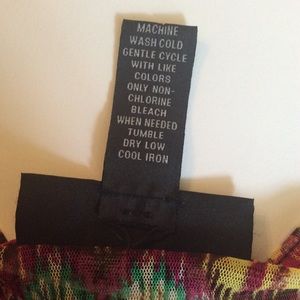 MACHINE
WASH COLD
GENTLE CYCLE
WITH LIKE
COLORS
ONLY NON-
CHLORINE
BLEACH
WHEN NEEDED
TUMBLE
DRY LOW
COOL IRON